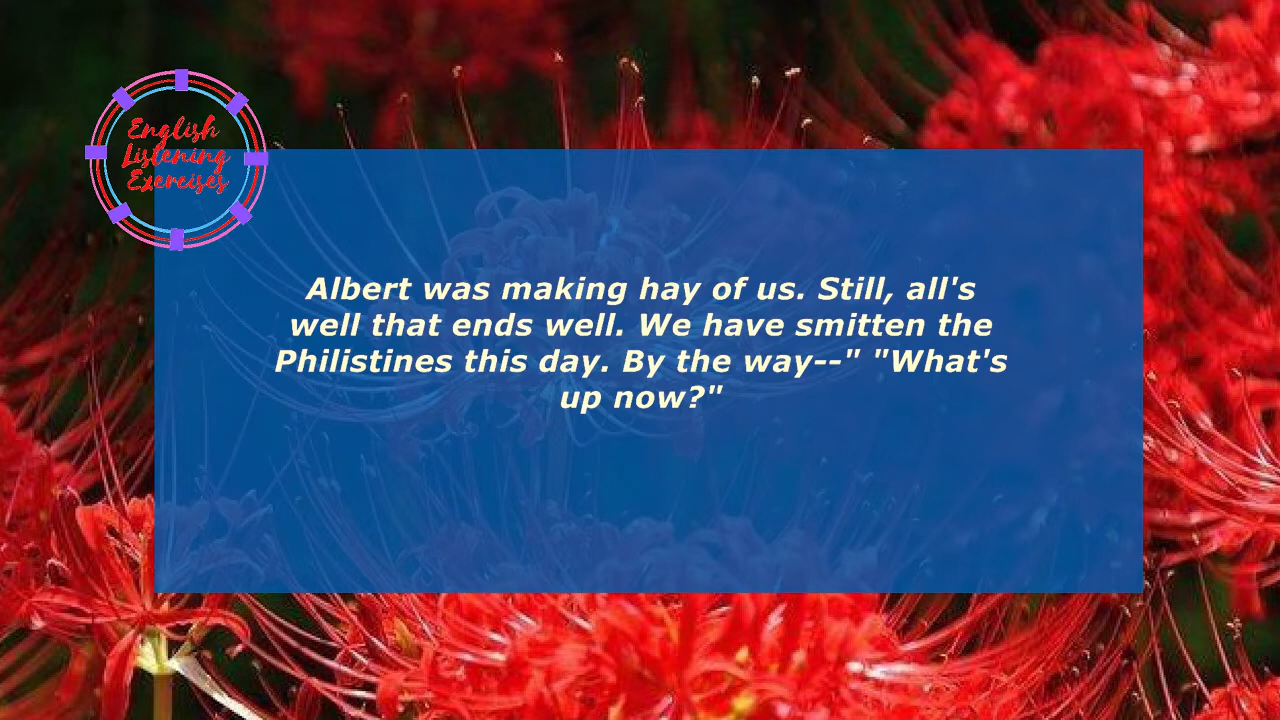 English
Listening
Exercises
Albert was making hay of us. Still, all's
well that ends well. We have smitten the
Philistines this day. By the way--" "What's
up now?"